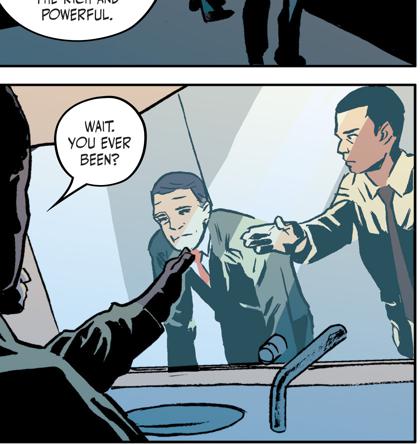 THE RICH AND
POWERFUL.
WAIT.
YOU EVER
BEEN?